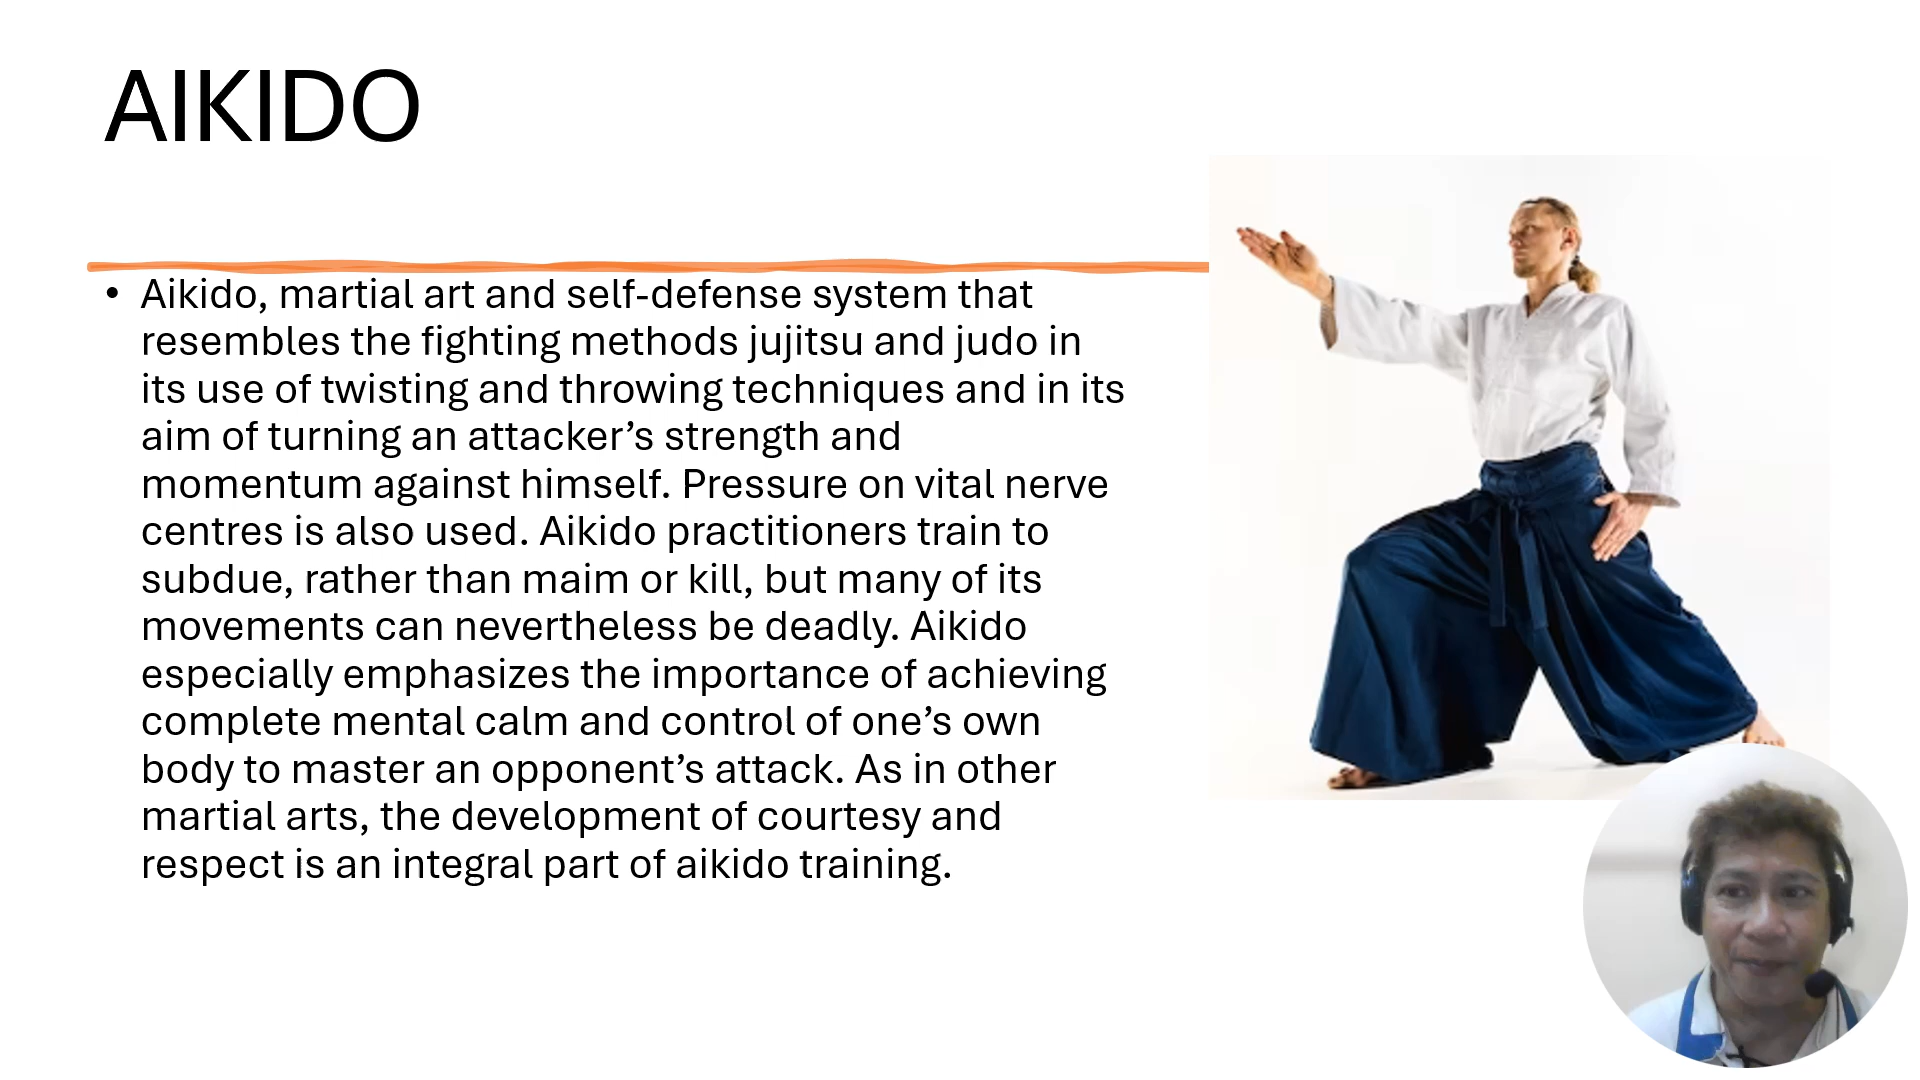 AIKIDO
• Aikido, martial art and self-defense system that
resembles the fighting methods jujitsu and judo in
its use of twisting and throwing techniques and in its
aim of turning an attacker’s strength and
momentum against himself. Pressure on vital nerve
centres is also used. Aikido practitioners train to
subdue, rather than maim or kill, but many of its
movements can nevertheless be deadly. Aikido
especially emphasizes the importance of achieving
complete mental calm and control of one’s own
body to master an opponent’s attack. As in other
martial arts, the development of courtesy and
respect is an integral part of aikido training.